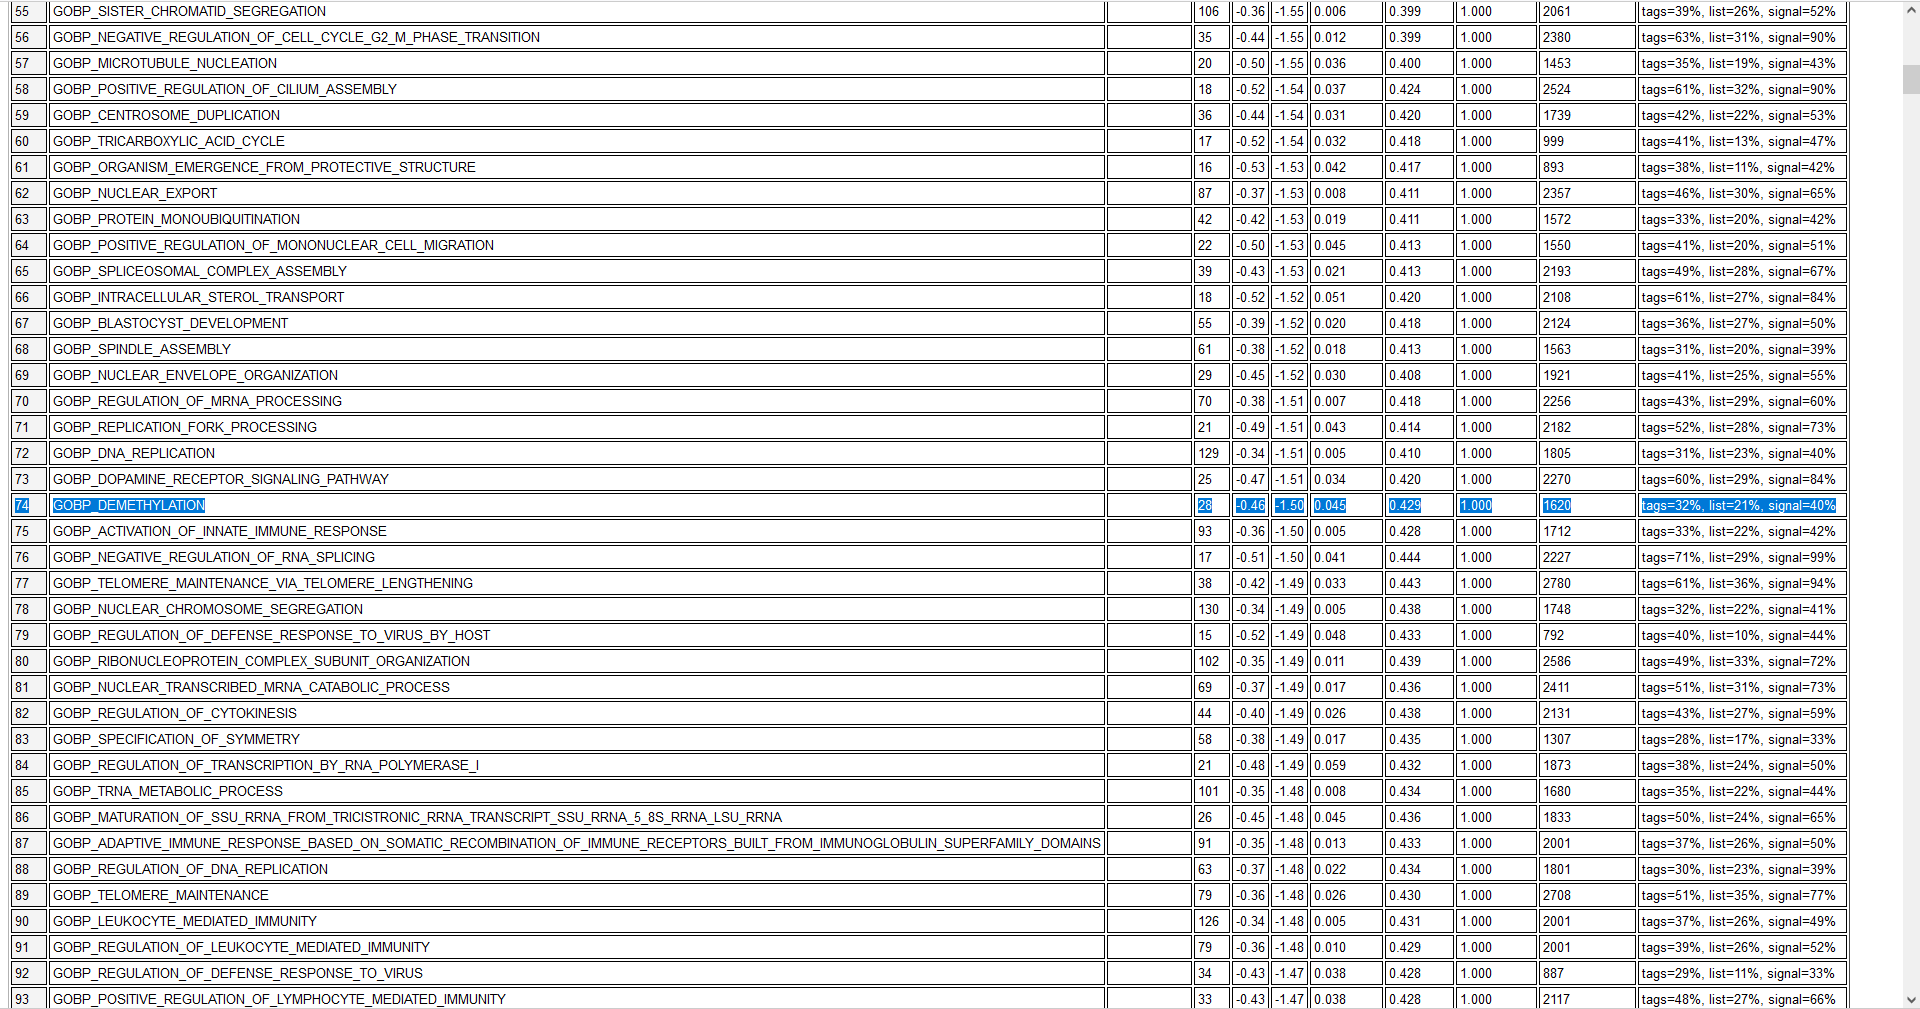 55 GOBP_SISTER_CHROMATID_SEGREGATION 106 -0.36 -1.55 0.006 0.399 1.000 2061 tags=39%, list=26%, signal=52%
56 GOBP_NEGATIVE_REGULATION_OF_CELL_CYCLE_G2_M_PHASE_TRANSITION 35 -0.44 -1.55 0.012 0.399 1.000 2380 tags=63%, list=31%, signal=90%
57 GOBP_MICROTUBULE_NUCLEATION 20 -0.50 -1.55 0.036 0.400 1.000 1453 tags=35%, list=19%, signal=43%
58 GOBP_POSITIVE_REGULATION_OF_CILIUM_ASSEMBLY 18 -0.52 -1.54 0.037 0.424 1.000 2524 tags=61%, list=32%, signal=90%
59 GOBP_CENTROSOME_DUPLICATION 36 -0.44 -1.54 0.031 0.420 1.000 1739 tags=42%, list=22%, signal=53%
60 GOBP_TRICARBOXYLIC_ACID_CYCLE 17 -0.52 -1.54 0.032 0.418 1.000 999 tags=41%, list=13%, signal=47%
61 GOBP_ORGANISM_EMERGENCE_FROM_PROTECTIVE_STRUCTURE 16 -0.53 -1.53 0.042 0.417 1.000 893 tags=38%, list=11%, signal=42%
62 GOBP_NUCLEAR_EXPORT 87 -0.37 -1.53 0.008 0.411 1.000 2357 tags=46%, list=30%, signal=65%
63 GOBP_PROTEIN_MONOUBIQUITINATION 42 -0.42 -1.53 0.019 0.411 1.000 1572 tags=33%, list=20%, signal=42%
64 GOBP_POSITIVE_REGULATION_OF_MONONUCLEAR_CELL_MIGRATION 22 -0.50 -1.53 0.045 0.413 1.000 1550 tags=41%, list=20%, signal=51%
65 GOBP_SPLICEOSOMAL_COMPLEX_ASSEMBLY 39 -0.43 -1.53 0.021 0.413 1.000 2193 tags=49%, list=28%, signal=67%
66 GOBP_INTRACELLULAR_STEROL_TRANSPORT 18 -0.52 -1.52 0.051 0.420 1.000 2108 tags=61%, list=27%, signal=84%
67 GOBP_BLASTOCYST_DEVELOPMENT 55 -0.39 -1.52 0.020 0.418 1.000 2124 tags=36%, list=27%, signal=50%
68 GOBP_SPINDLE_ASSEMBLY 61 -0.38 -1.52 0.018 0.413 1.000 1563 tags=31%, list=20%, signal=39%
69 GOBP_NUCLEAR_ENVELOPE_ORGANIZATION 29 -0.45 -1.52 0.030 0.408 1.000 1921 tags=41%, list=25%, signal=55%
70 GOBP_REGULATION_OF_MRNA_PROCESSING 70 -0.38 -1.51 0.007 0.418 1.000 2256 tags=43%, list=29%, signal=60%
71 GOBP_REPLICATION_FORK_PROCESSING 21 -0.49 -1.51 0.043 0.414 1.000 2182 tags=52%, list=28%, signal=73%
72 GOBP_DNA_REPLICATION 129 -0.34 -1.51 0.005 0.410 1.000 1805 tags=31%, list=23%, signal=40%
73 GOBP_DOPAMINE_RECEPTOR_SIGNALING_PATHWAY 25 -0.47 -1.51 0.034 0.420 1.000 2270 tags=60%, list=29%, signal=84%
74 GOBP_DEMETHYLATION 28 -0.46 -1.50 0.045 0.429 1.000 1620 tags=32%, list=21%, signal=40%
75 GOBP_ACTIVATION_OF_INNATE_IMMUNE_RESPONSE 93 -0.36 -1.50 0.005 0.428 1.000 1712 tags=33%, list=22%, signal=42%
76 GOBP_NEGATIVE_REGULATION_OF_RNA_SPLICING 17 -0.51 -1.50 0.041 0.444 1.000 2227 tags=71%, list=29%, signal=99%
77 GOBP_TELOMERE_MAINTENANCE_VIA_TELOMERE_LENGTHENING 38 -0.42 -1.49 0.033 0.443 1.000 2780 tags=61%, list=36%, signal=94%
78 GOBP_NUCLEAR_CHROMOSOME_SEGREGATION 130 -0.34 -1.49 0.005 0.438 1.000 1748 tags=32%, list=22%, signal=41%
79 GOBP_REGULATION_OF_DEFENSE_RESPONSE_TO_VIRUS_BY_HOST 15 -0.52 -1.49 0.048 0.433 1.000 792 tags=40%, list=10%, signal=44%
80 GOBP_RIBONUCLEOPROTEIN_COMPLEX_SUBUNIT_ORGANIZATION 102 -0.35 -1.49 0.011 0.439 1.000 2586 tags=49%, list=33%, signal=72%
81 GOBP_NUCLEAR_TRANSCRIBED_MRNA_CATABOLIC_PROCESS 69 -0.37 -1.49 0.017 0.436 1.000 2411 tags=51%, list=31%, signal=73%
82 GOBP_REGULATION_OF_CYTOKINESIS 44 -0.40 -1.49 0.026 0.438 1.000 2131 tags=43%, list=27%, signal=59%
83 GOBP_SPECIFICATION_OF_SYMMETRY 58 -0.38 -1.49 0.017 0.435 1.000 1307 tags=28%, list=17%, signal=33%
84 GOBP_REGULATION_OF_TRANSCRIPTION_BY_RNA_POLYMERASE_I 21 -0.48 -1.49 0.059 0.432 1.000 1873 tags=38%, list=24%, signal=50%
85 GOBP_TRNA_METABOLIC_PROCESS 101 -0.35 -1.48 0.008 0.434 1.000 1680 tags=35%, list=22%, signal=44%
86 GOBP_MATURATION_OF_SSU_RRNA_FROM_TRICISTRONIC_RRNA_TRANSCRIPT_SSU_RRNA_5_8S_RRNA_LSU_RRNA 26 -0.45 -1.48 0.045 0.436 1.000 1833 tags=50%, list=24%, signal=65%
87 GOBP_ADAPTIVE_IMMUNE_RESPONSE_BASED_ON_SOMATIC_RECOMBINATION_OF_IMMUNE_RECEPTORS_BUILT_FROM_IMMUNOGLOBULIN_SUPERFAMILY_DOMAINS 91 -0.35 -1.48 0.013 0.433 1.000 2001 tags=37%, list=26%, signal=50%
88 GOBP_REGULATION_OF_DNA_REPLICATION 63 -0.37 -1.48 0.022 0.434 1.000 1801 tags=30%, list=23%, signal=39%
89 GOBP_TELOMERE_MAINTENANCE 79 -0.36 -1.48 0.026 0.430 1.000 2708 tags=51%, list=35%, signal=77%
90 GOBP_LEUKOCYTE_MEDIATED_IMMUNITY 126 -0.34 -1.48 0.005 0.431 1.000 2001 tags=37%, list=26%, signal=49%
91 GOBP_REGULATION_OF_LEUKOCYTE_MEDIATED_IMMUNITY 79 -0.36 -1.48 0.010 0.429 1.000 2001 tags=39%, list=26%, signal=52%
92 GOBP_REGULATION_OF_DEFENSE_RESPONSE_TO_VIRUS 34 -0.43 -1.47 0.038 0.428 1.000 887 tags=29%, list=11%, signal=33%
93 GOBP_POSITIVE_REGULATION_OF_LYMPHOCYTE_MEDIATED_IMMUNITY 33 -0.43 -1.47 0.038 0.428 1.000 2117 tags=48%, list=27%, signal=66%